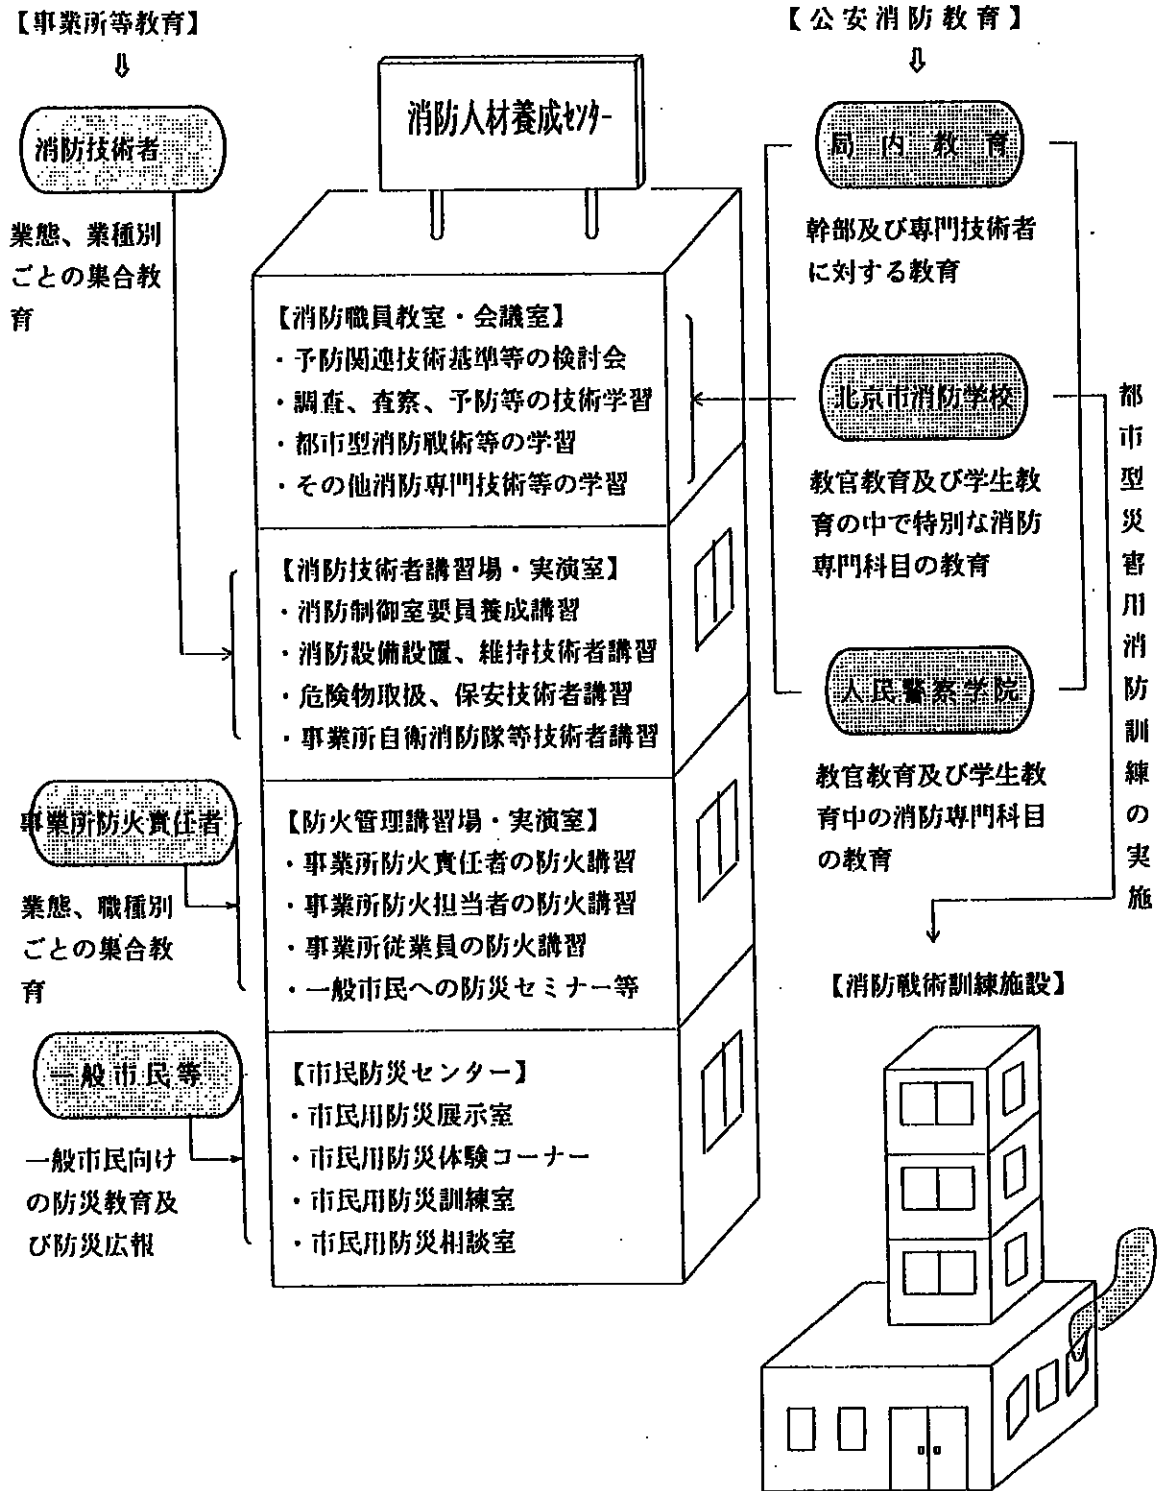 【事業所等教育】
消防技術者
業態、業種別
ごとの集合教
育
事業所防火責任者
業態、職種別
ごとの集合教
育
一般市民等
一般市民向け
の防災教育及
び防災広報
消防人材養成センター
【消防職員教室・会議室】
・予防関連技術基準等の検討会
・調査、査察、予防等の技術学習
・都市型消防戦術等の学習
・その他消防専門技術等の学習
【消防技術者講習場・実演室】
・消防制御室要員養成講習
・消防設備設置、維持技術者講習
・危険物取扱、保安技術者講習
・事業所自衛消防隊等技術者講習
【防火管理講習場・実演室】
・事業所防火責任者の防火講習
・事業所防火担当者の防火講習
・事業所従業員の防火講習
・一般市民への防災セミナー等
【市民防災センター】
・市民用防災展示室
・市民用防災体験コーナー
・市民用防災訓練室
・市民用防災相談室
【公安消防教育】
局内教育
幹部及び専門技術者
に対する教育
北京市消防学校
教官教育及び学生教
育の中で特別な消防
専門科目の教育
人民警察学院
教官教育及び学生教
育中の消防専門科目
の教育
都市型災害用消防訓練の実施
【消防戦術訓練施設】